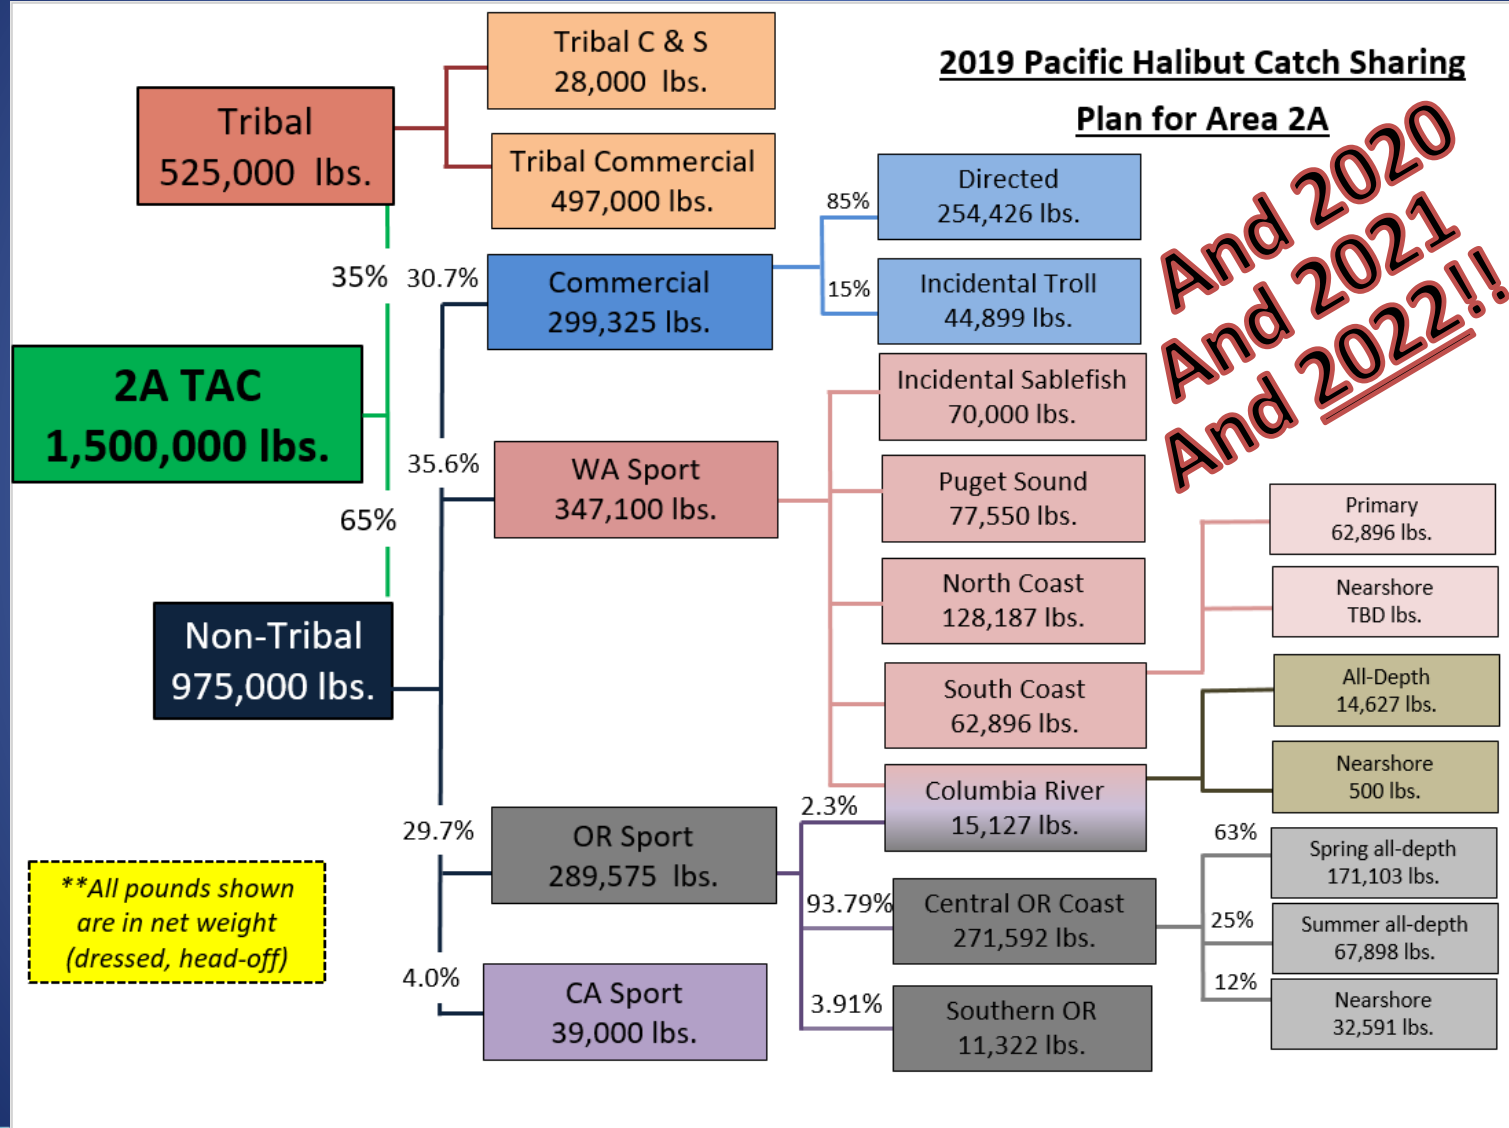 2019 Pacific Halibut Catch Sharing
Plan for Area 2A
And 2020
And 2021
And 2022!!
2A TAC
1,500,000 lbs.
35%
65%
Tribal
525,000 lbs.
Tribal C & S
28,000 lbs.
Tribal Commercial
497,000 lbs.
Non-Tribal
975,000 lbs.
30.7%
Commercial
299,325 lbs.
85%
Directed
254,426 lbs.
15%
Incidental Troll
44,899 lbs.
35.6%
WA Sport
347,100 lbs.
Incidental Sablefish
70,000 lbs.
Puget Sound
77,550 lbs.
North Coast
128,187 lbs.
South Coast
62,896 lbs.
Primary
62,896 lbs.
Nearshore
TBD lbs.
Columbia River
15,127 lbs.
All-Depth
14,627 lbs.
Nearshore
500 lbs.
29.7%
OR Sport
289,575 lbs.
2.3%
93.79%
Central OR Coast
271,592 lbs.
63%
Spring all-depth
171,103 lbs.
25%
Summer all-depth
67,898 lbs.
12%
Nearshore
32,591 lbs.
3.91%
Southern OR
11,322 lbs.
4.0%
CA Sport
39,000 lbs.
**All pounds shown
are in net weight
(dressed, head-off)